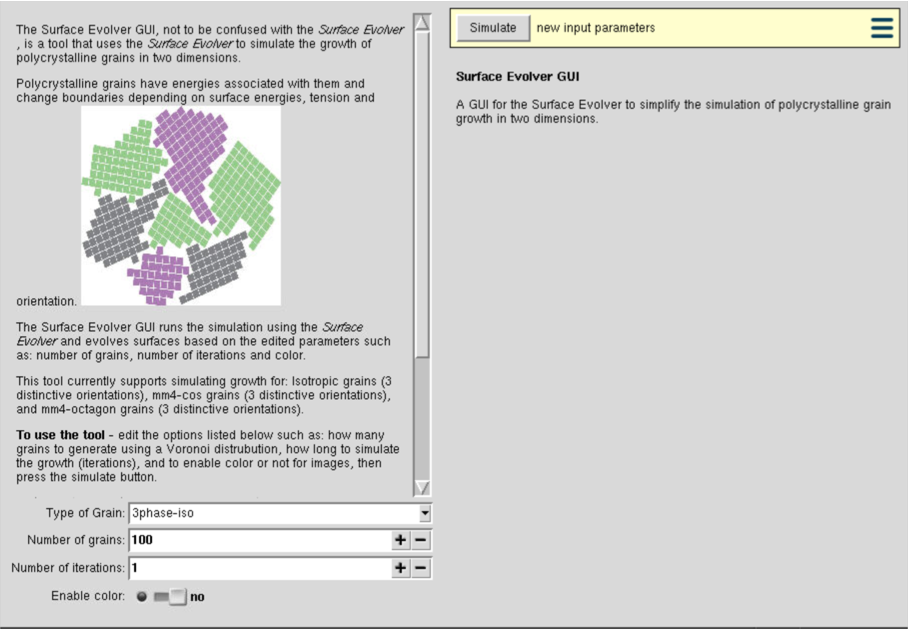 The Surface Evolver GUI, not to be confused with the Surface Evolver
, is a tool that uses the Surface Evolver to simulate the growth of
polycrystalline grains in two dimensions.
Polycrystalline grains have energies associated with them and
change boundaries depending on surface energies, tension and
orientation.
The Surface Evolver GUI runs the simulation using the Surface
Evolver and evolves surfaces based on the edited parameters such
as: number of grains, number of iterations and color.
This tool currently supports simulating growth for: Isotropic grains (3
distinctive orientations), mm4-cos grains (3 distinctive orientations),
and mm4-octagon grains (3 distinctive orientations).
To use the tool - edit the options listed below such as: how many
grains to generate using a Voronoi distrubution, how long to simulate
the growth (iterations), and to enable color or not for images, then
press the simulate button.
Type of Grain: 3phase-iso
Number of grains: 100 + -
Number of iterations: 1 + -
Enable color: no
Simulate new input parameters
Surface Evolver GUI
A GUI for the Surface Evolver to simplify the simulation of polycrystalline grain
growth in two dimensions.